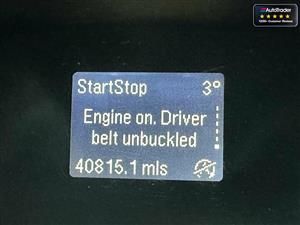 AutoTrader
StartStop 3°
Engine on. Driver
belt unbuckled
40815.1 mls